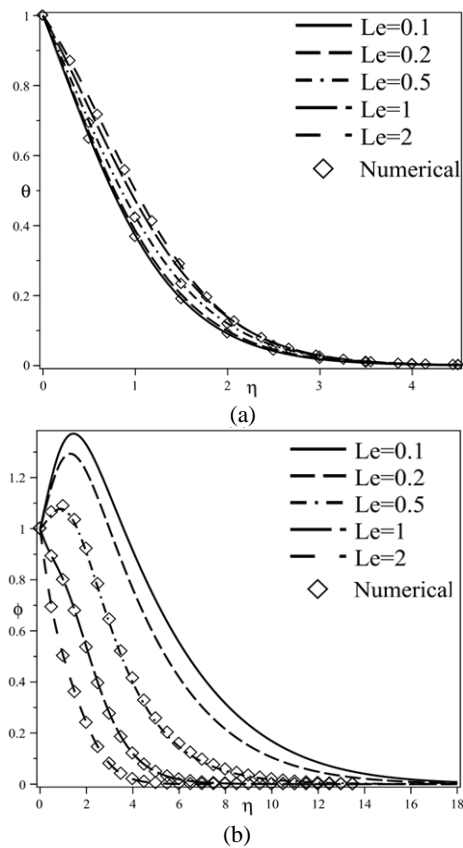 1
Le=0.1
Le=0.2
0.8
Le=0.5
Le=1
0.6
Le=2
θ
Numerical
0.4
0.2
0
0 1 2 3 4
η
(a)
Le=0.1
1.2
Le=0.2
Le=0.5
1
Le=1
0.8
Le=2
ϕ
Numerical
0.6
0.4
0.2
0
0 2 4 6 8 10 12 14 16 18
η
(b)